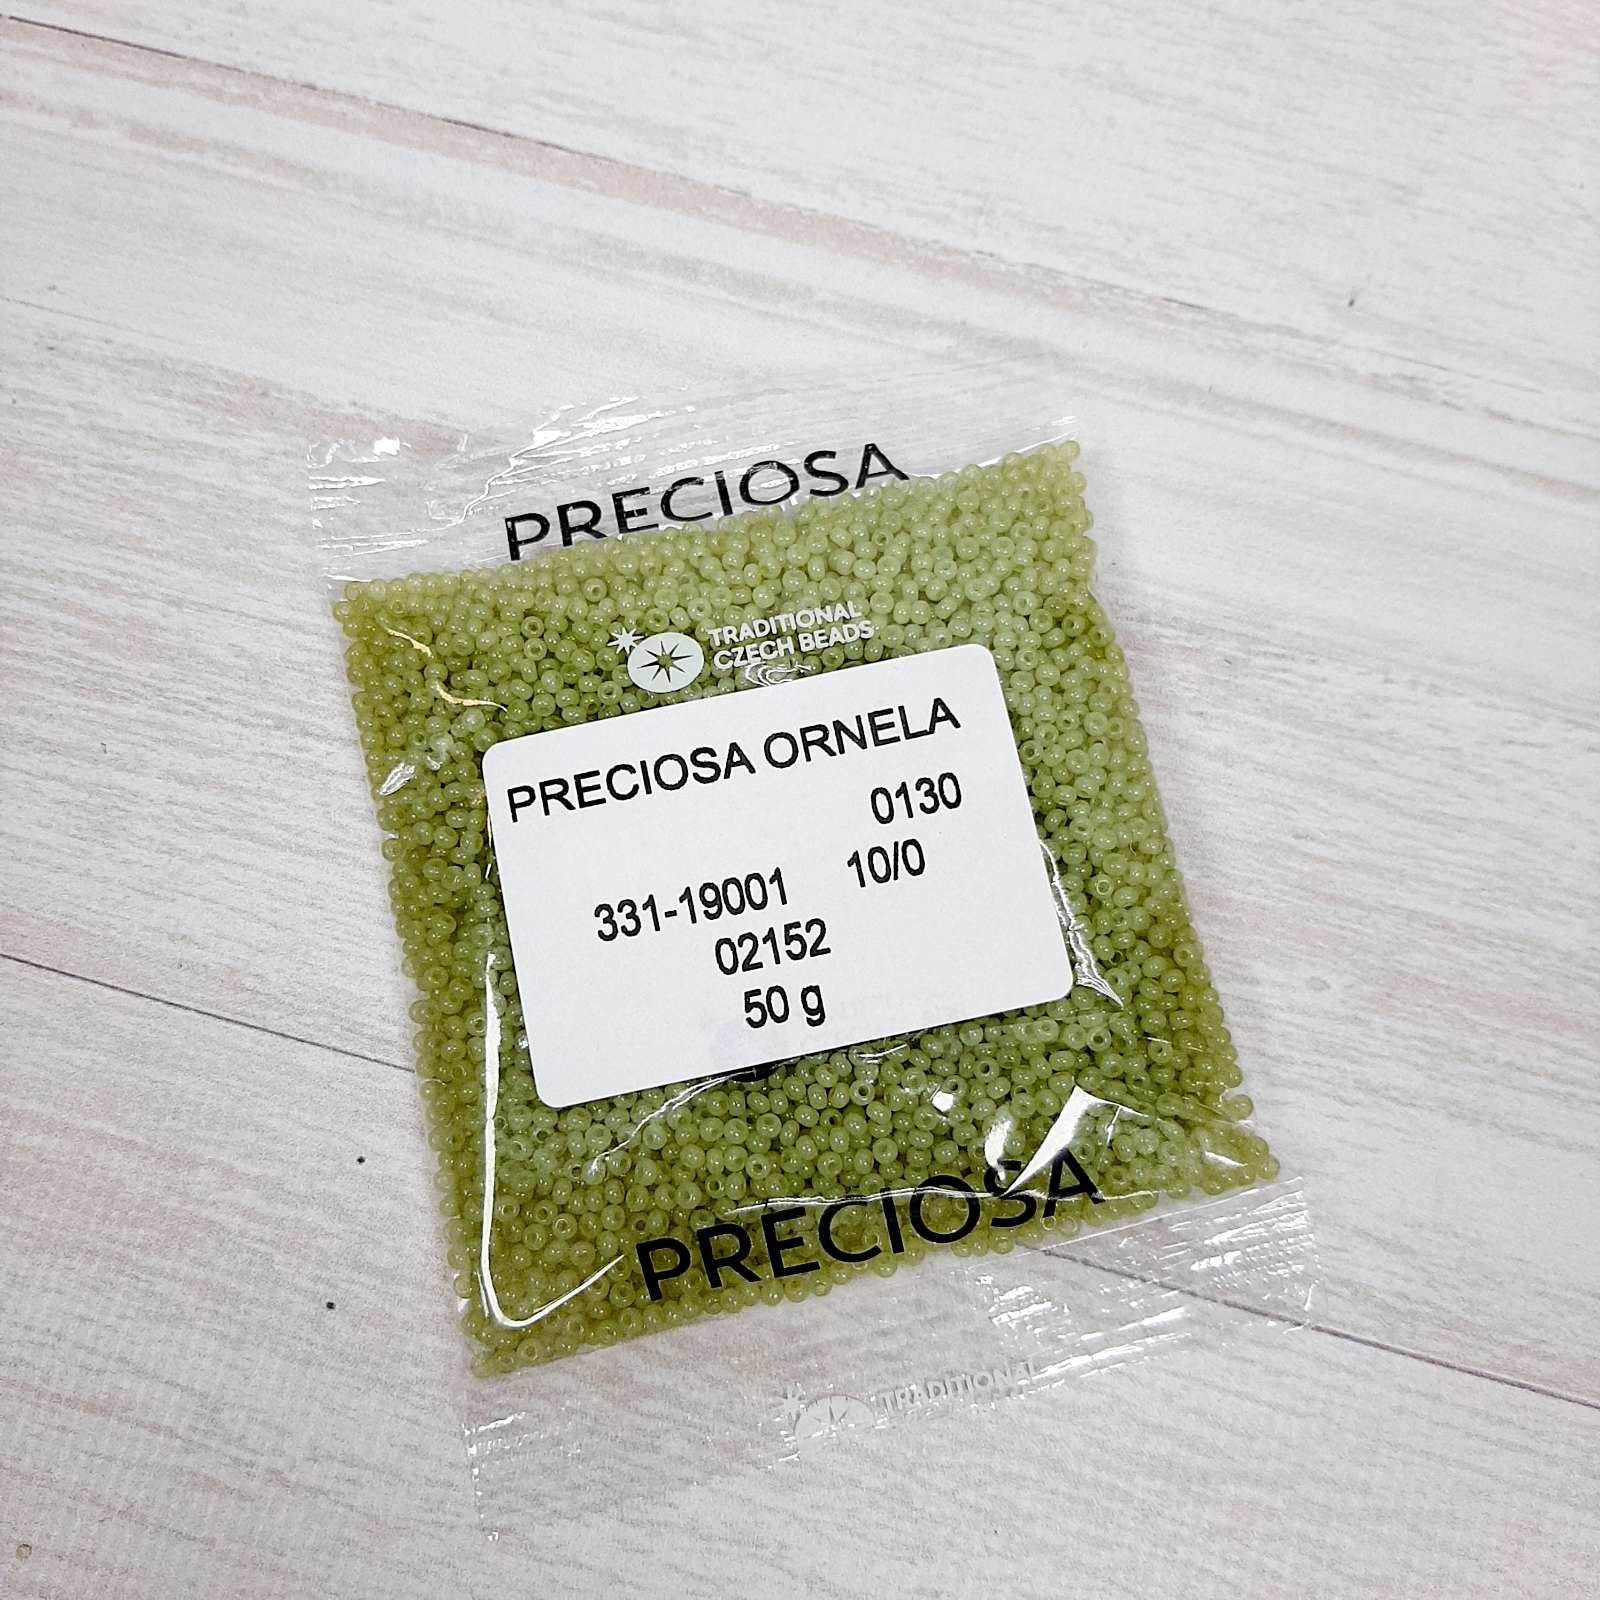 PRECIOSA
TRADITIONAL
CZECH BEADS
PRECIOSA ORNELA
0130
331-19001 10/0
02152
50 g
PRECIOSA
TRADITIONAL